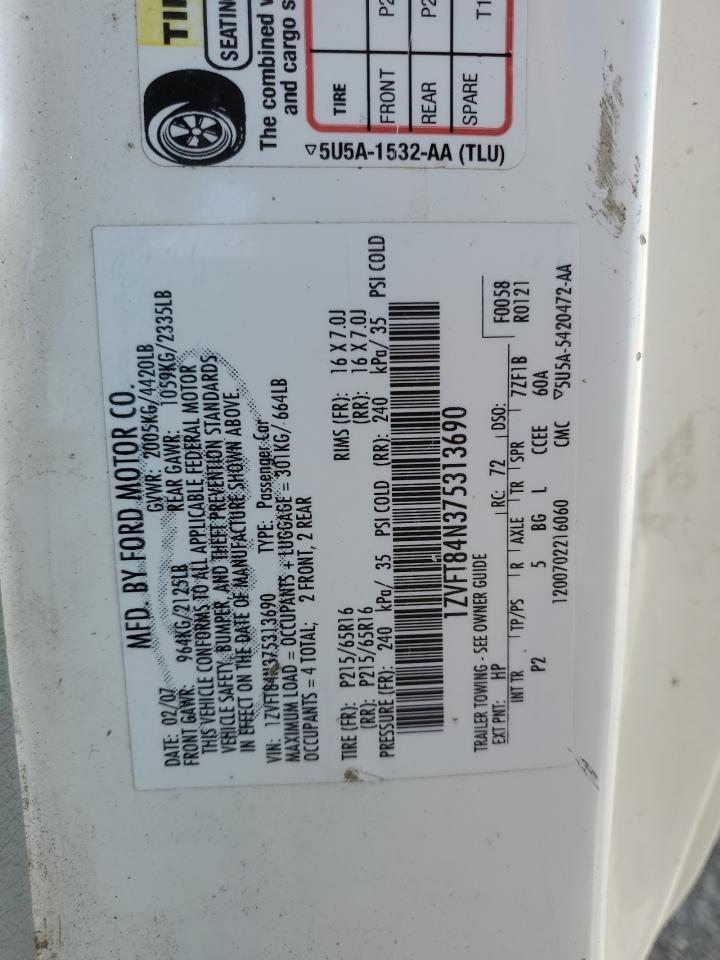 TI
SEATING
The combined
and cargo
TIRE
FRONT P2
REAR P2
SPARE T1
▽5U5A-1532-AA (TLU)
MFD. BY FORD MOTOR CO.
DATE: 02/07 GVWR: 2005KG/4420LB
FRONT GAWR: 964KG/2125LB REAR GAWR: 1059KG/2335LB
THIS VEHICLE CONFORMS TO ALL APPLICABLE FEDERAL MOTOR
VEHICLE SAFETY, BUMPER, AND THEFT PREVENTION STANDARDS
IN EFFECT ON THE DATE OF MANUFACTURE SHOWN ABOVE.
VIN: 1ZVFT84N375313690 TYPE: Passenger Car
MAXIMUM LOAD = OCCUPANTS + LUGGAGE = 301KG/ 664LB
OCCUPANTS = 4 TOTAL; 2 FRONT, 2 REAR
TIRE (FR): P215/65R16 RIMS (FR): 16 X 7.0J
(RR): P215/65R16 (RR): 16 X 7.0J
PRESSURE (FR): 240 kPa/ 35 PSI COLD (RR): 240 kPa/ 35 PSI COLD
1ZVFT84N375313690
TRAILER TOWING - SEE OWNER GUIDE F0058
EXT PNT: HP RC: 72 DSO: R0121
INT TR TP/PS R AXLE TR SPR 7ZF1B
P2 5 BG L CCEE 60A
1200702216060 CMC ▽5U5A-5420472-AA